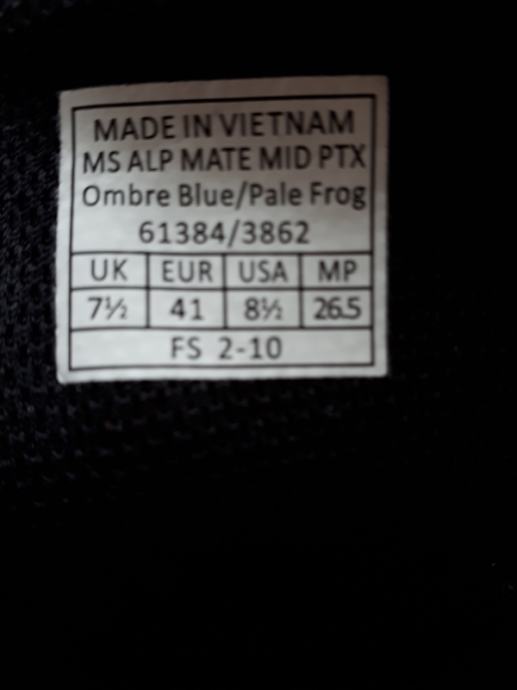 MADE IN VIETNAM
MS ALP MATE MID PTX
Ombre Blue/Pale Frog
61384/3862
UK EUR USA MP
7½ 41 8½ 26.5
FS 2-10